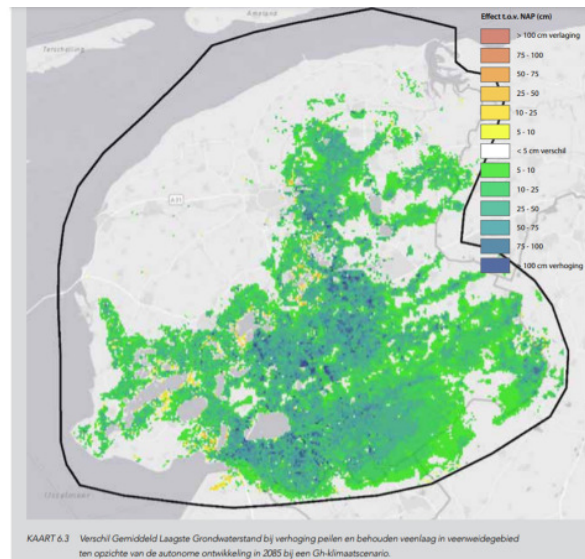 Ameland
Terschelling
Effect t.o.v. NAP (cm)
> 100 cm verlaging
75 - 100
50 - 75
25 - 50
10 - 25
5 - 10
< 5 cm verschil
5 - 10
10 - 25
25 - 50
50 - 75
75 - 100
> 100 cm verhoging
A31
IJsselmeer
KAART 6.3 Verschil Gemiddeld Laagste Grondwaterstand bij verhoging peilen en behouden veenlaag in veenweidegebied
ten opzichte van de autonome ontwikkeling in 2085 bij een Gh-klimaatscenario.